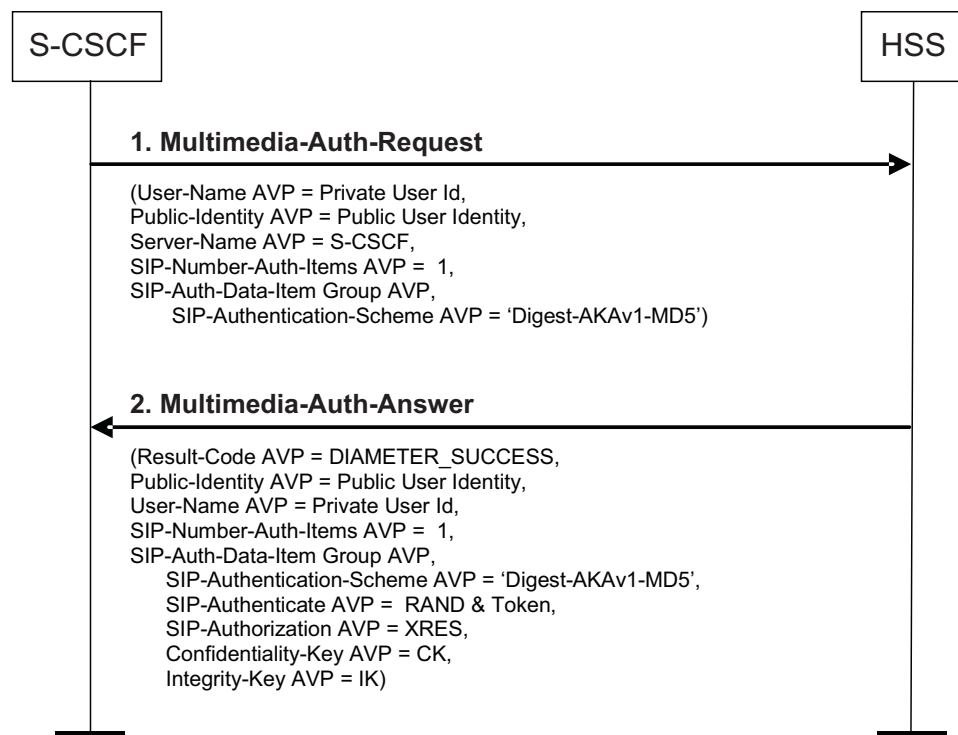 S-CSCF
HSS
1. Multimedia-Auth-Request
(User-Name AVP = Private User Id,
Public-Identity AVP = Public User Identity,
Server-Name AVP = S-CSCF,
SIP-Number-Auth-Items AVP = 1,
SIP-Auth-Data-Item Group AVP,
SIP-Authentication-Scheme AVP = ‘Digest-AKAv1-MD5’)
2. Multimedia-Auth-Answer
(Result-Code AVP = DIAMETER_SUCCESS,
Public-Identity AVP = Public User Identity,
User-Name AVP = Private User Id,
SIP-Number-Auth-Items AVP = 1,
SIP-Auth-Data-Item Group AVP,
SIP-Authentication-Scheme AVP = ‘Digest-AKAv1-MD5’,
SIP-Authenticate AVP = RAND & Token,
SIP-Authorization AVP = XRES,
Confidentiality-Key AVP = CK,
Integrity-Key AVP = IK)